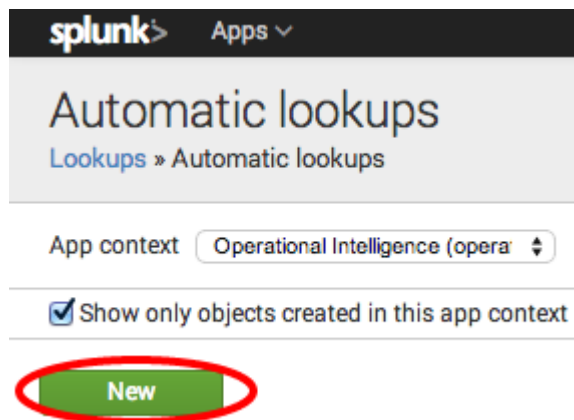 splunk> Apps
Automatic lookups
Lookups » Automatic lookups
App context Operational Intelligence (opera
Show only objects created in this app context
New